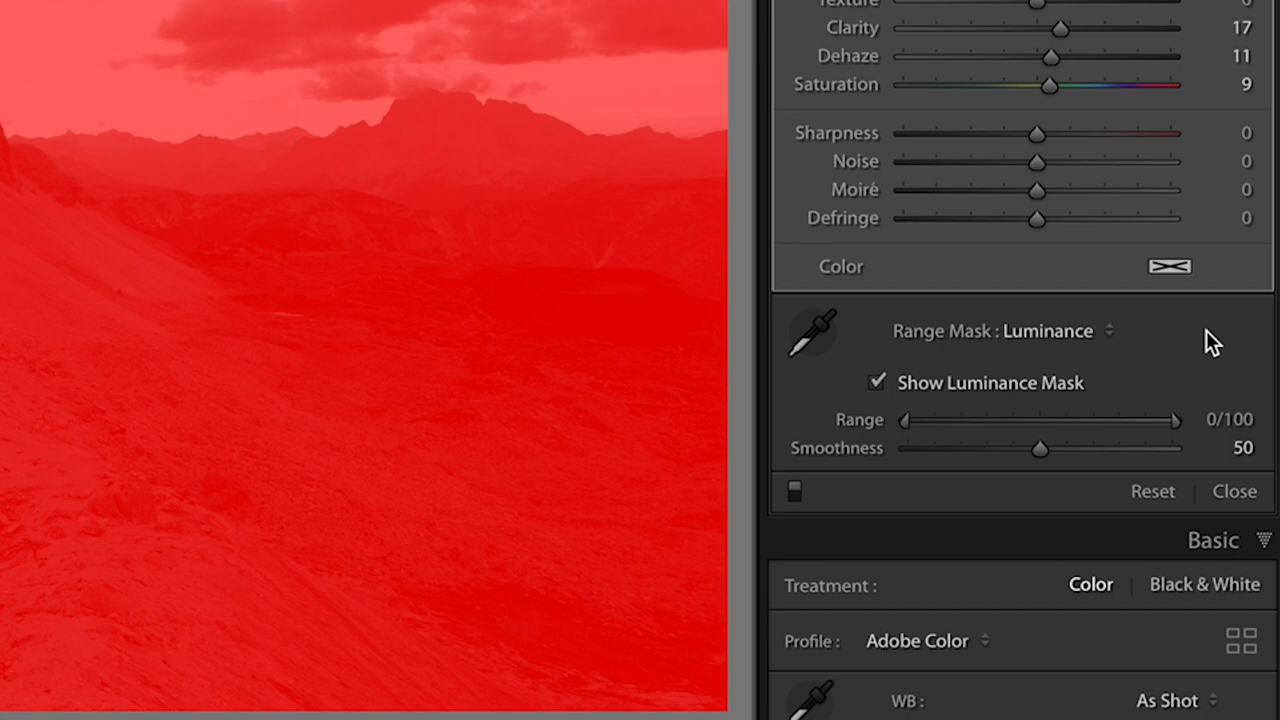 Texture 0
Clarity 17
Dehaze 11
Saturation 9
Sharpness 0
Noise 0
Moiré 0
Defringe 0
Color
Range Mask : Luminance
Show Luminance Mask
Range 0/100
Smoothness 50
Reset | Close
Basic
Treatment : Color | Black & White
Profile : Adobe Color
WB : As Shot